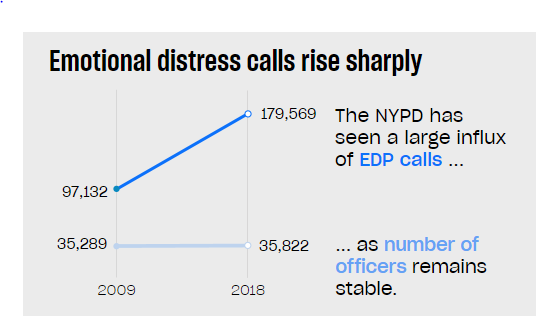 Emotional distress calls rise sharply
179,569
The NYPD has
seen a large influx
of EDP calls ...
97,132
35,289
35,822
... as number of
officers remains
stable.
2009
2018